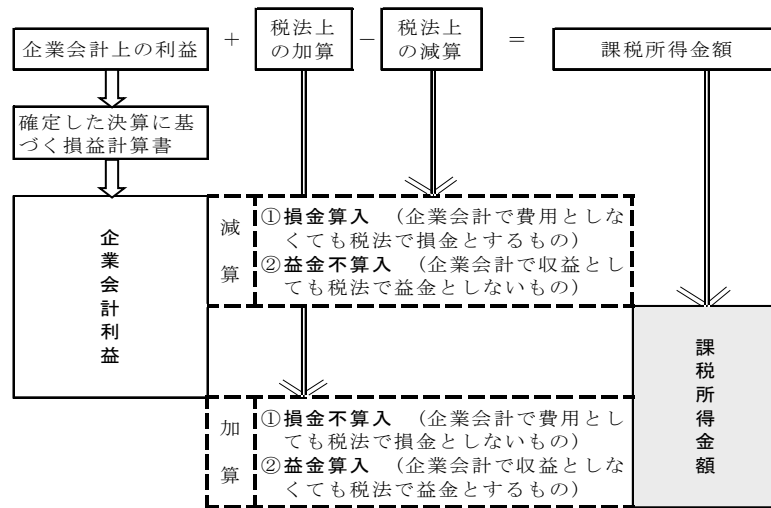 企業会計上の利益 + 税法上の加算 − 税法上の減算 = 課税所得金額
確定した決算に基
づく損益計算書
企業会計利益
減算
①損金算入 （企業会計で費用としな
くても税法で損金とするもの）
②益金不算入 （企業会計で収益とし
ても税法で益金としないもの）
加算
①損金不算入 （企業会計で費用とし
ても税法で損金としないもの）
②益金算入 （企業会計で収益としな
くても税法で益金とするもの）
課税所得金額